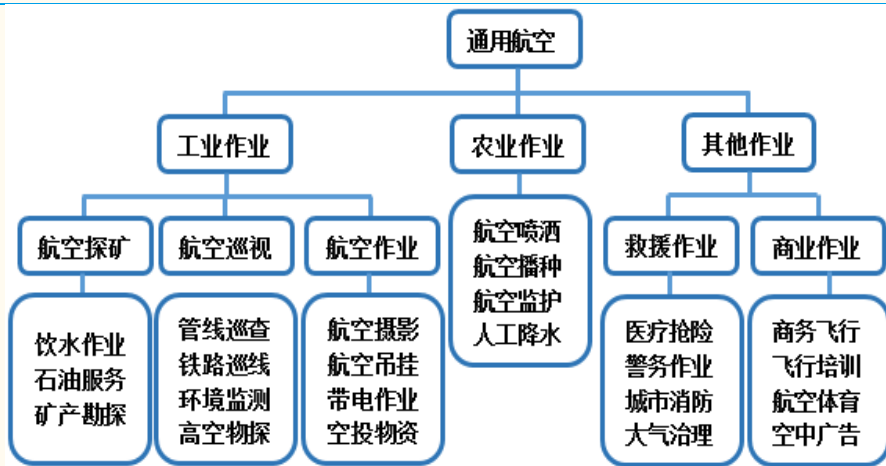 通用航空
工业作业
农业作业
其他作业
航空探矿
航空巡视
航空作业
航空喷洒
航空播种
航空监护
人工降水
救援作业
商业作业
饮水作业
石油服务
矿产勘探
管线巡查
铁路巡线
环境监测
高空物探
航空摄影
航空吊挂
带电作业
空投物资
医疗抢险
警务作业
城市消防
大气治理
商务飞行
飞行培训
航空体育
空中广告